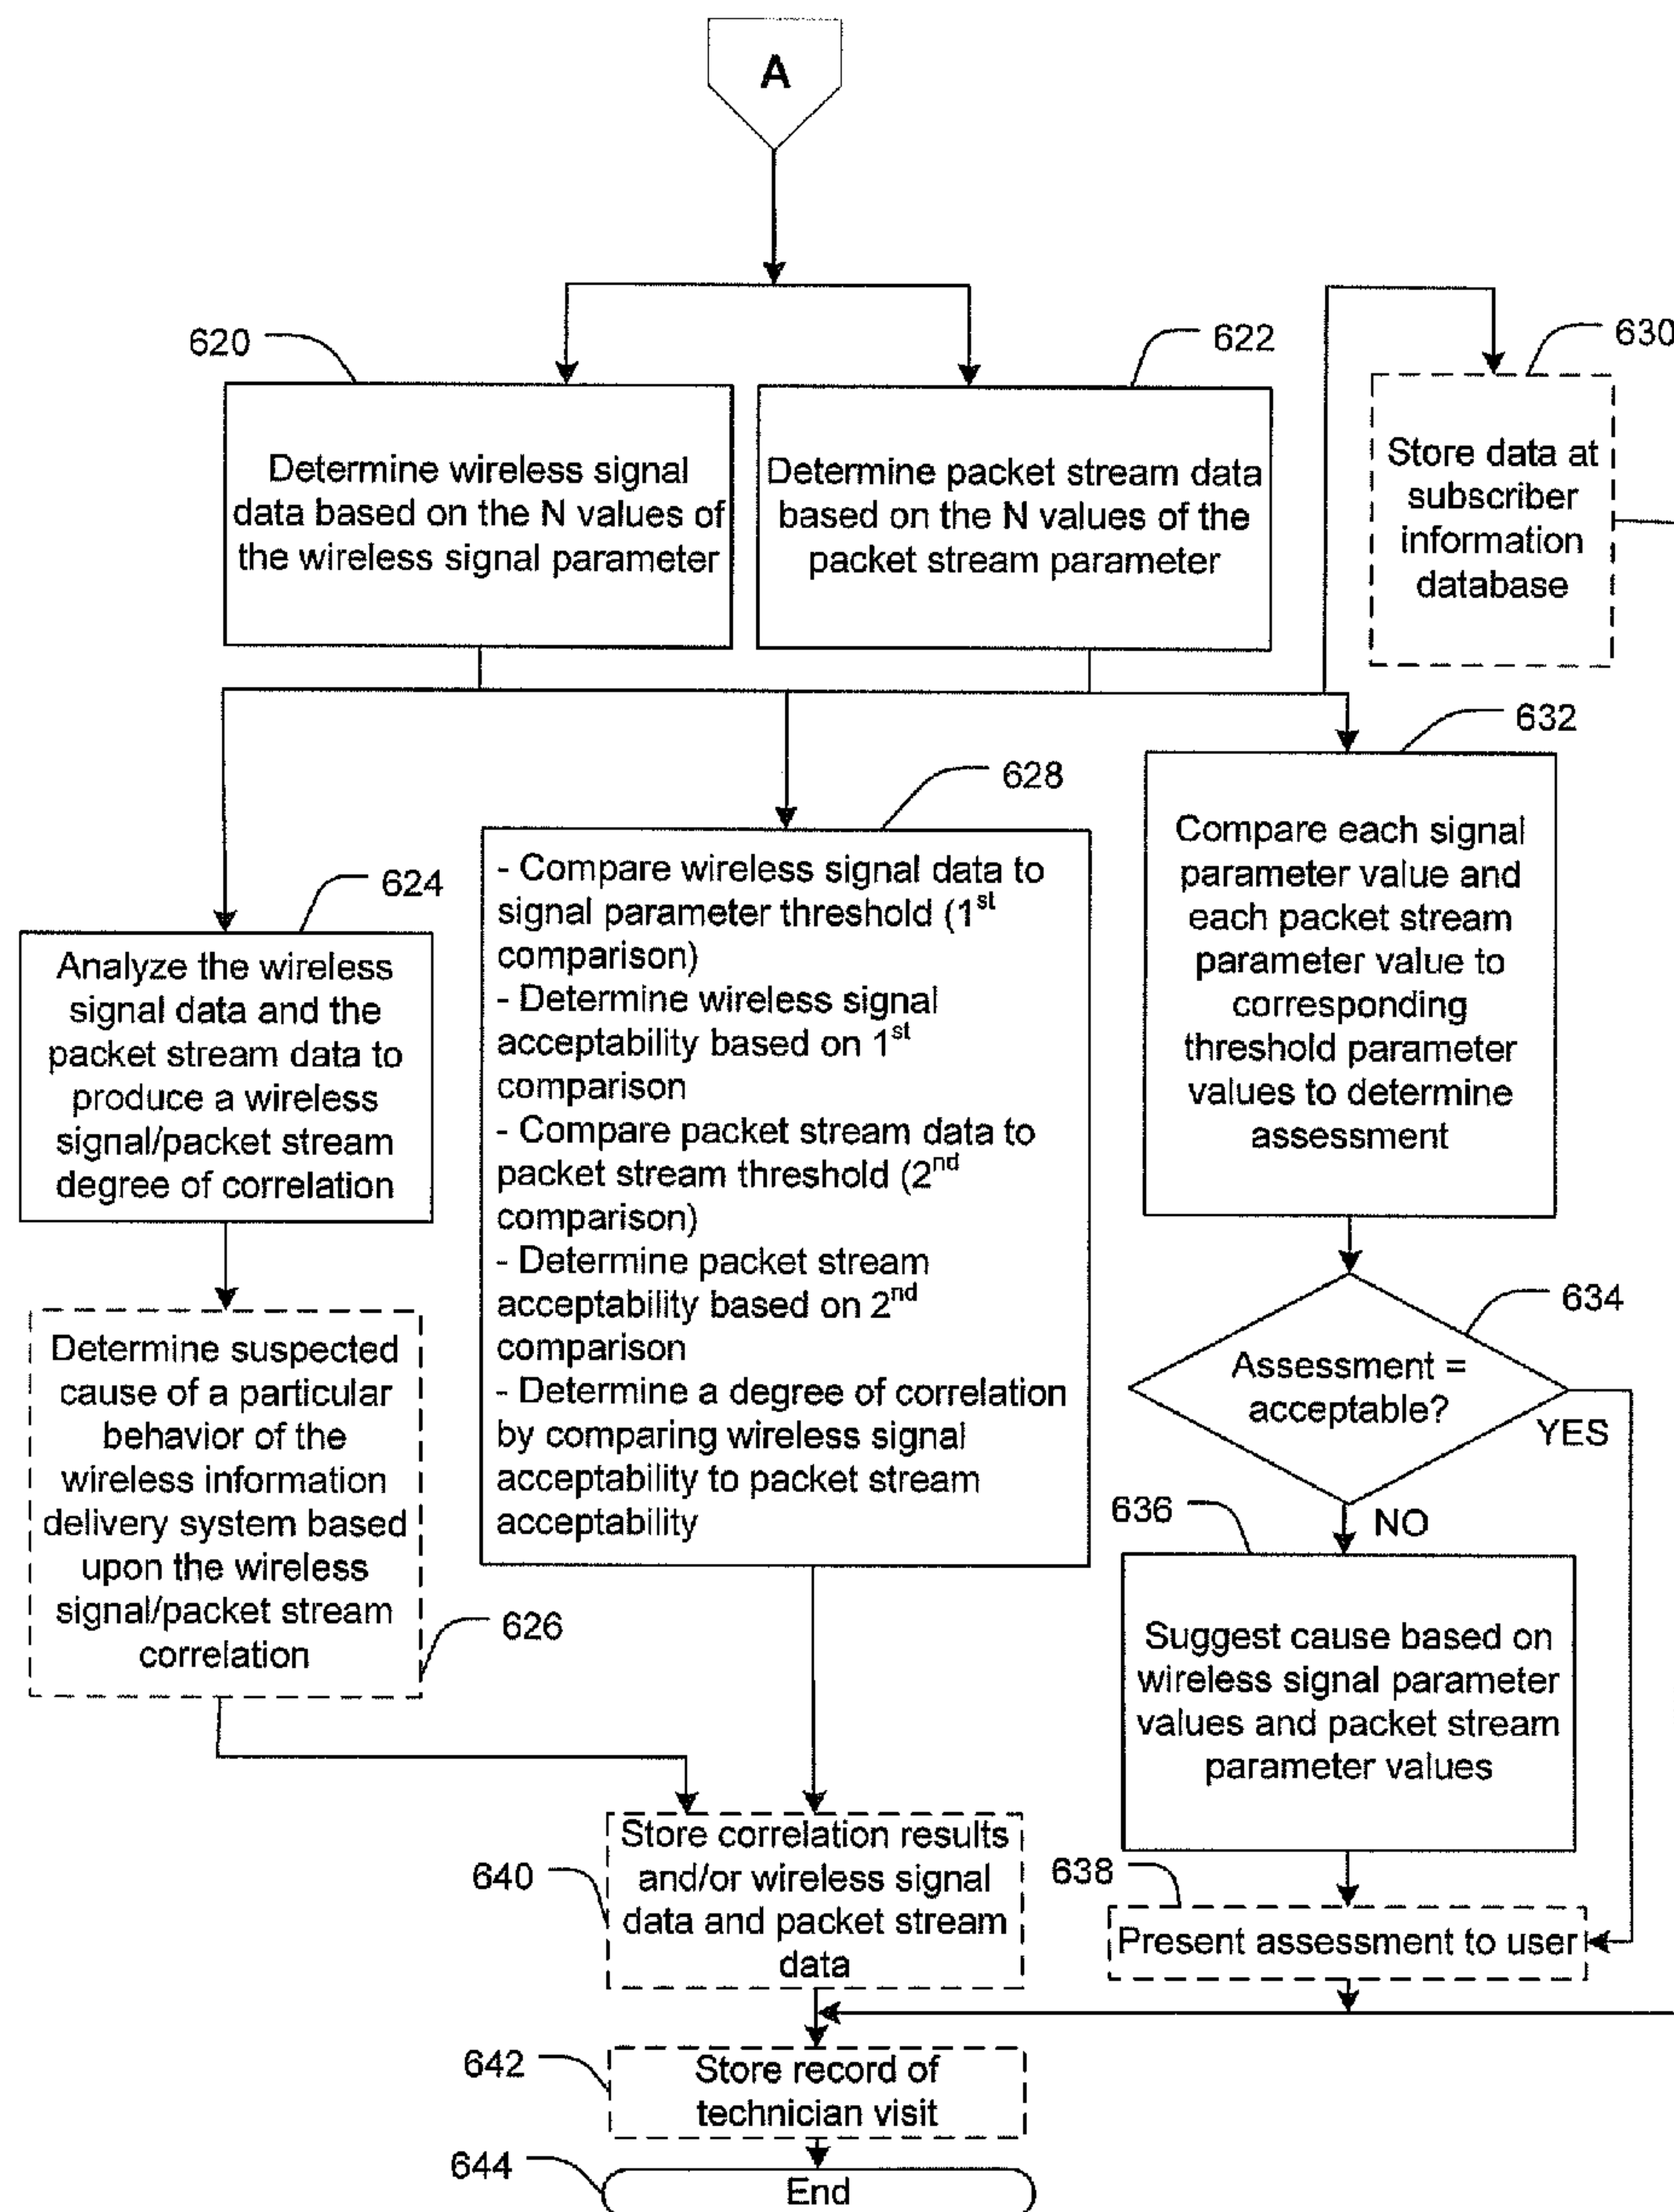 A
620
622
630
Determine wireless signal
data based on the N values of
the wireless signal parameter
Determine packet stream data
based on the N values of the
packet stream parameter
Store data at
subscriber
information
database
632
628
624
Compare each signal
parameter value and
each packet stream
parameter value to
corresponding
threshold parameter
values to determine
assessment
- Compare wireless signal data to
signal parameter threshold (1st
comparison)
- Determine wireless signal
acceptability based on 1st
comparison
- Compare packet stream data to
packet stream threshold (2nd
comparison)
- Determine packet stream
acceptability based on 2nd
comparison
- Determine a degree of correlation
by comparing wireless signal
acceptability to packet stream
acceptability
Analyze the wireless
signal data and the
packet stream data to
produce a wireless
signal/packet stream
degree of correlation
634
Assessment =
acceptable?
YES
NO
Determine suspected
cause of a particular
behavior of the
wireless information
delivery system based
upon the wireless
signal/packet stream
correlation
626
636
Suggest cause based on
wireless signal parameter
values and packet stream
parameter values
640
Store correlation results
and/or wireless signal
data and packet stream
data
638
Present assessment to user
642
Store record of
technician visit
644
End